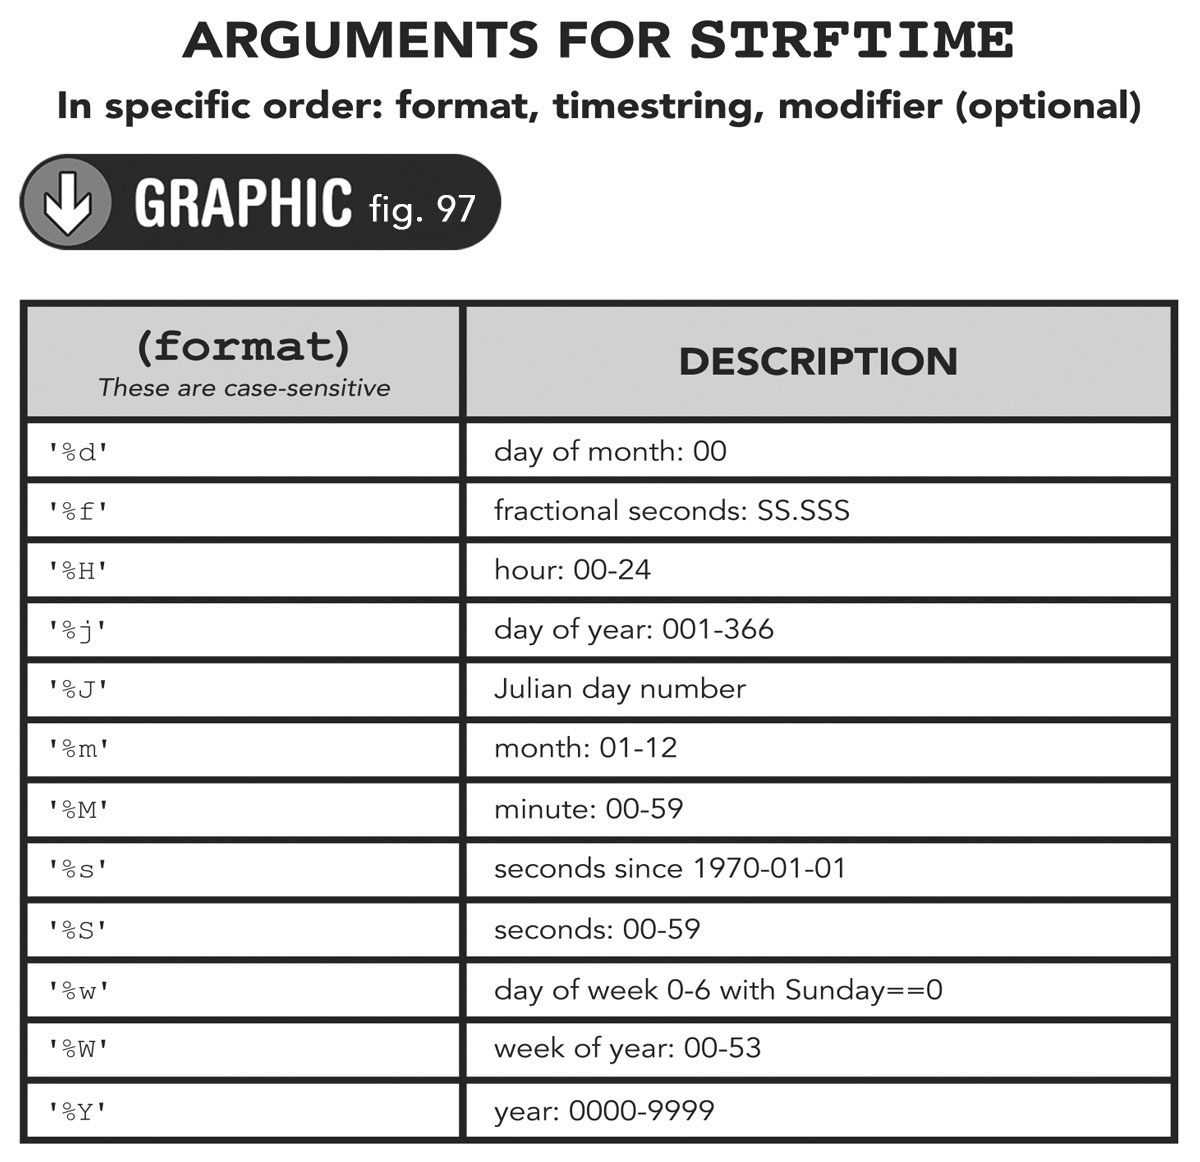 ARGUMENTS FOR STRFTIME
In specific order: format, timestring, modifier (optional)
GRAPHIC fig. 97
(format)
These are case-sensitive
DESCRIPTION
'%d' day of month: 00
'%f' fractional seconds: SS.SSS
'%H' hour: 00-24
'%j' day of year: 001-366
'%J' Julian day number
'%m' month: 01-12
'%M' minute: 00-59
'%s' seconds since 1970-01-01
'%S' seconds: 00-59
'%w' day of week 0-6 with Sunday==0
'%W' week of year: 00-53
'%Y' year: 0000-9999